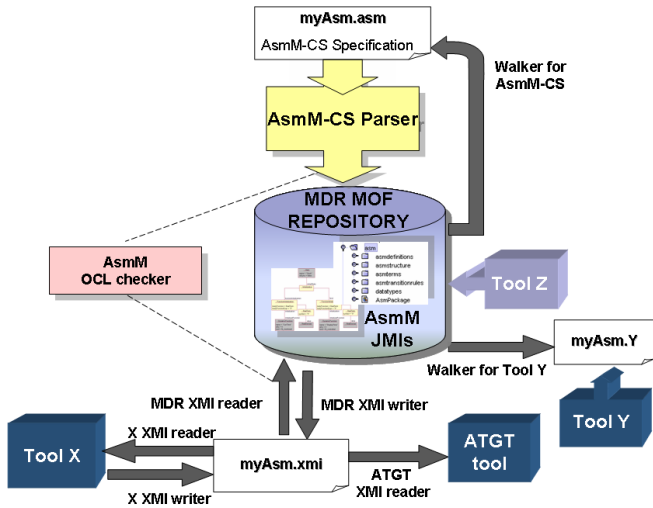 myAsm.asm
AsmM-CS Specification
Walker for
AsmM-CS
AsmM-CS Parser
MDR MOF
REPOSITORY
AsmM
OCL checker
asm
asmdefinitions
asmstructure
asmterms
asmtransitionrules
datatypes
AsmPackage
AsmM
JMIs
Tool Z
myAsm.Y
Walker for Tool Y
Tool Y
MDR XMI reader
MDR XMI writer
X XMI reader
Tool X
myAsm.xmi
ATGT
tool
X XMI writer
ATGT
XMI reader